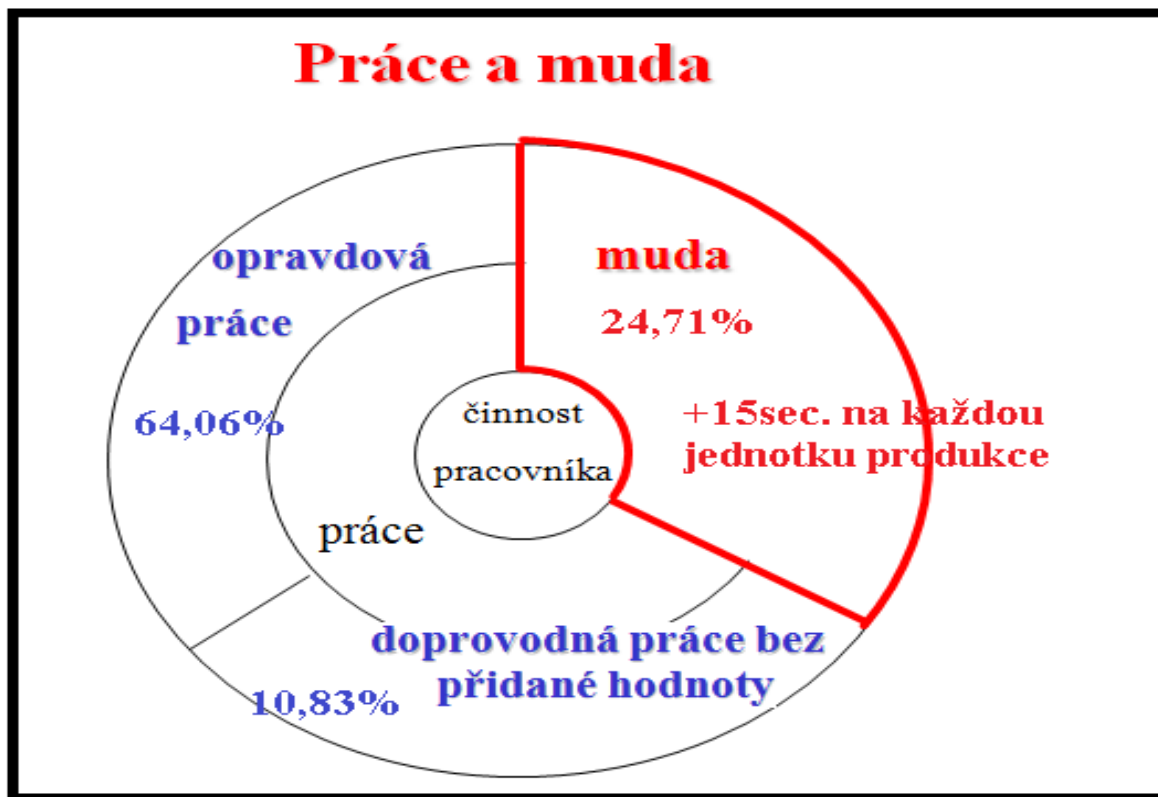 Práce a muda
opravdová
práce
64,06%
muda
24,71%
+15sec. na každou
jednotku produkce
činnost
pracovníka
práce
doprovodná práce bez
přidané hodnoty
10,83%